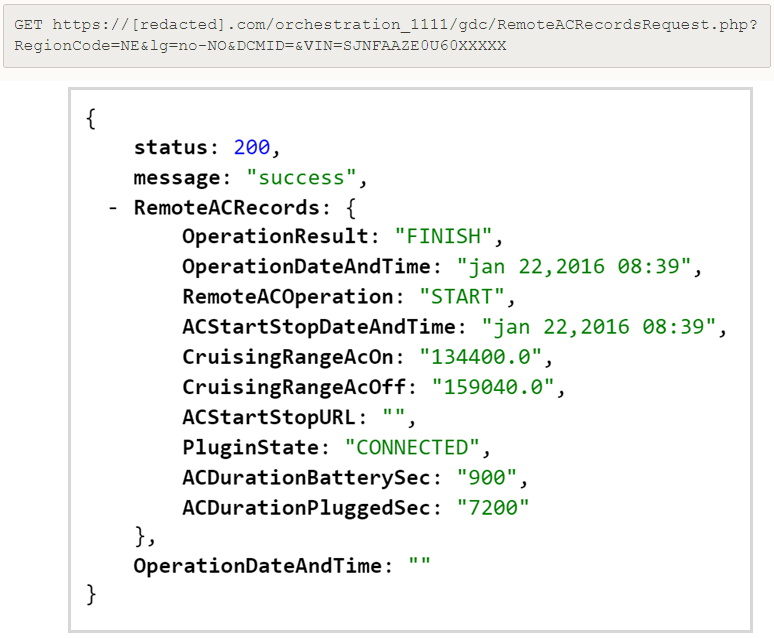 GET https://[redacted].com/orchestration_1111/gdc/RemoteACRecordsRequest.php?
RegionCode=NE&lg=no-NO&DCMID=&VIN=SJNFAAZE0U60XXXXX
{
status: 200,
message: "success",
- RemoteACRecords: {
OperationResult: "FINISH",
OperationDateAndTime: "jan 22,2016 08:39",
RemoteACOperation: "START",
ACStartStopDateAndTime: "jan 22,2016 08:39",
CruisingRangeAcOn: "134400.0",
CruisingRangeAcOff: "159040.0",
ACStartStopURL: "",
PluginState: "CONNECTED",
ACDurationBatterySec: "900",
ACDurationPluggedSec: "7200"
},
OperationDateAndTime: ""
}